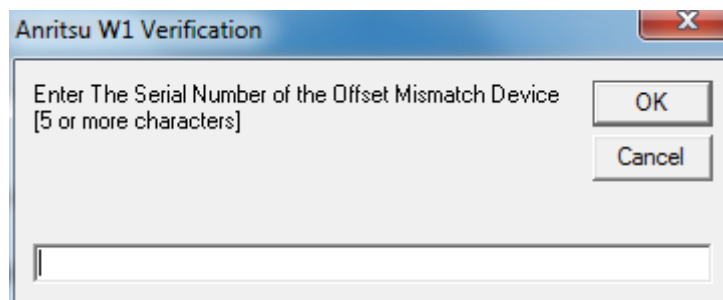 Anritsu W1 Verification
Enter The Serial Number of the Offset Mismatch Device
[5 or more characters]
OK
Cancel